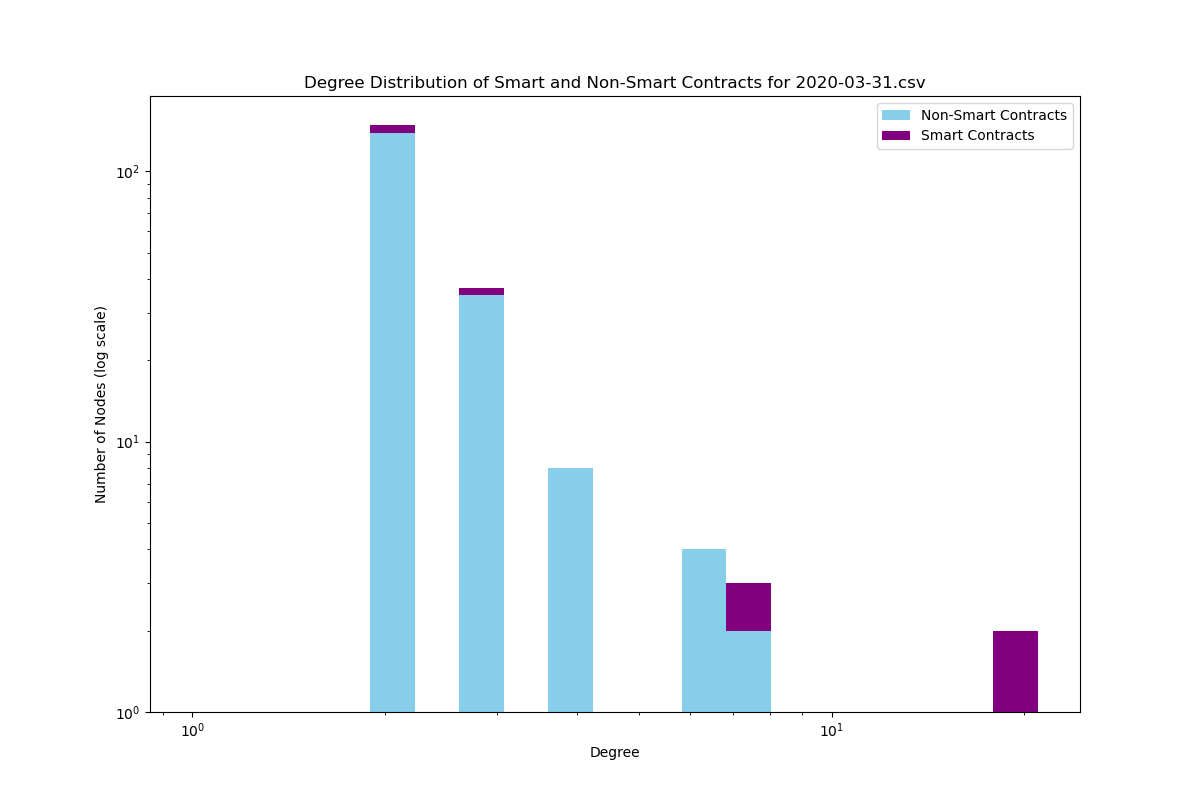 Degree Distribution of Smart and Non-Smart Contracts for 2020-03-31.csv
Non-Smart Contracts
Smart Contracts
10²
10¹
10⁰
Number of Nodes (log scale)
10⁰ 10¹
Degree